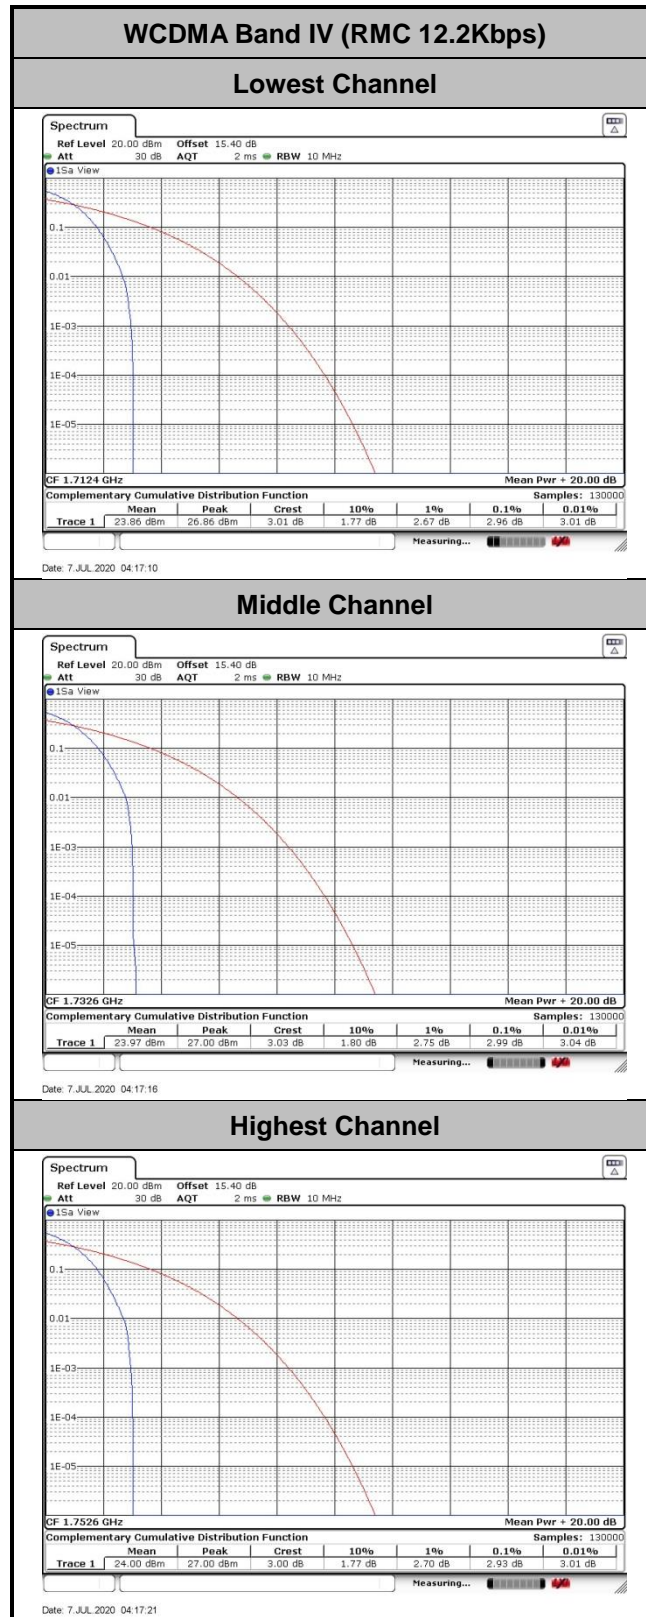 WCDMA Band IV (RMC 12.2Kbps)
Lowest Channel
Spectrum
Ref Level 20.00 dBm Offset 15.40 dB
Att 30 dB AQT 2 ms RBW 10 MHz
1Sa View
0.1
0.01
1E-03
1E-04
1E-05
CF 1.7124 GHz Mean Pwr + 20.00 dB
Complementary Cumulative Distribution Function Samples: 130000
Mean Peak Crest 10% 1% 0.1% 0.01%
Trace 1 23.86 dBm 26.86 dBm 3.01 dB 1.77 dB 2.67 dB 2.96 dB 3.01 dB
Measuring...
Date: 7.JUL.2020 04:17:10
Middle Channel
Spectrum
Ref Level 20.00 dBm Offset 15.40 dB
Att 30 dB AQT 2 ms RBW 10 MHz
1Sa View
0.1
0.01
1E-03
1E-04
1E-05
CF 1.7326 GHz Mean Pwr + 20.00 dB
Complementary Cumulative Distribution Function Samples: 130000
Mean Peak Crest 10% 1% 0.1% 0.01%
Trace 1 23.97 dBm 27.00 dBm 3.03 dB 1.80 dB 2.75 dB 2.99 dB 3.04 dB
Measuring...
Date: 7.JUL.2020 04:17:16
Highest Channel
Spectrum
Ref Level 20.00 dBm Offset 15.40 dB
Att 30 dB AQT 2 ms RBW 10 MHz
1Sa View
0.1
0.01
1E-03
1E-04
1E-05
CF 1.7526 GHz Mean Pwr + 20.00 dB
Complementary Cumulative Distribution Function Samples: 130000
Mean Peak Crest 10% 1% 0.1% 0.01%
Trace 1 24.00 dBm 27.00 dBm 3.00 dB 1.77 dB 2.70 dB 2.93 dB 3.01 dB
Measuring...
Date: 7.JUL.2020 04:17:21